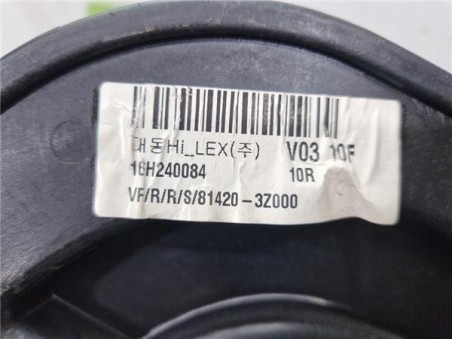 대동Hi_LEX(주) V03 10F
16H240084 10R
VF/R/R/S/81420-3Z000